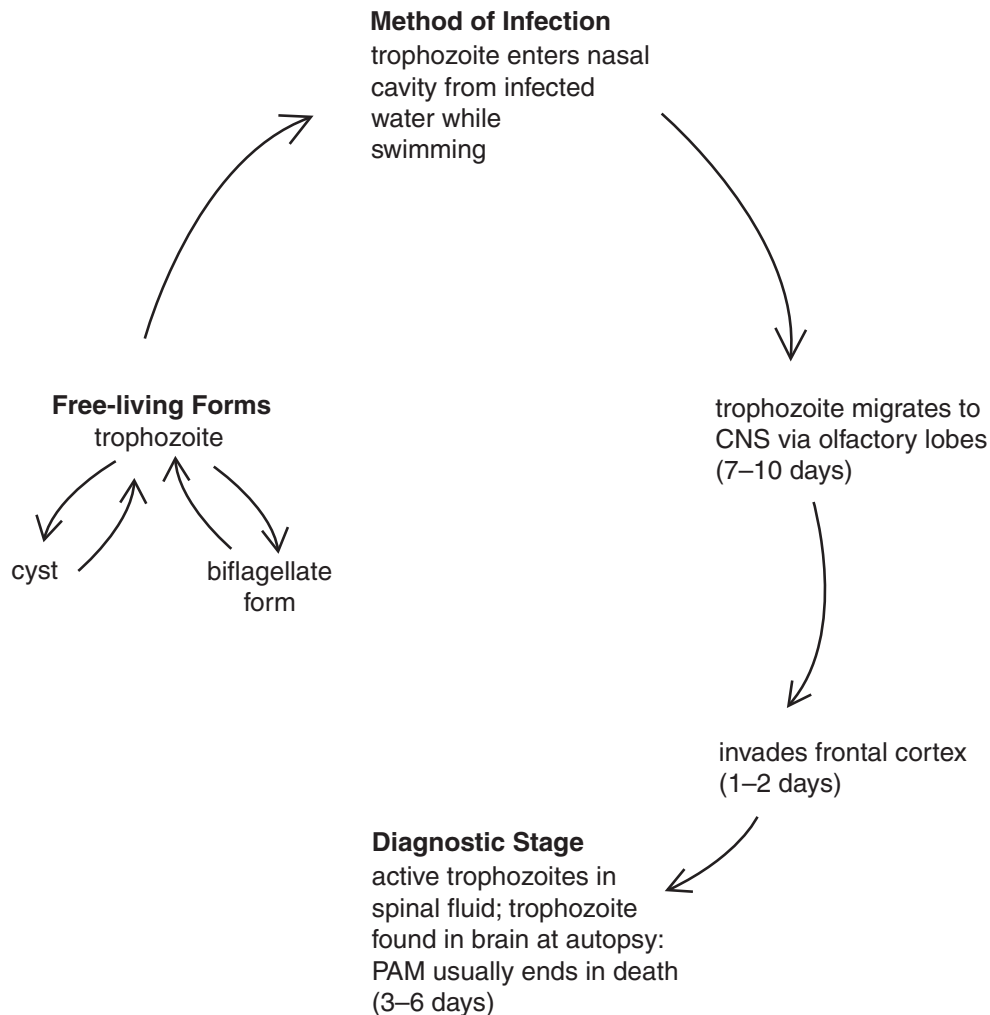 Method of Infection
trophozoite enters nasal
cavity from infected
water while
swimming
trophozoite migrates to
CNS via olfactory lobes
(7–10 days)
invades frontal cortex
(1–2 days)
Diagnostic Stage
active trophozoites in
spinal fluid; trophozoite
found in brain at autopsy:
PAM usually ends in death
(3–6 days)
Free-living Forms
trophozoite
cyst
biflagellate
form